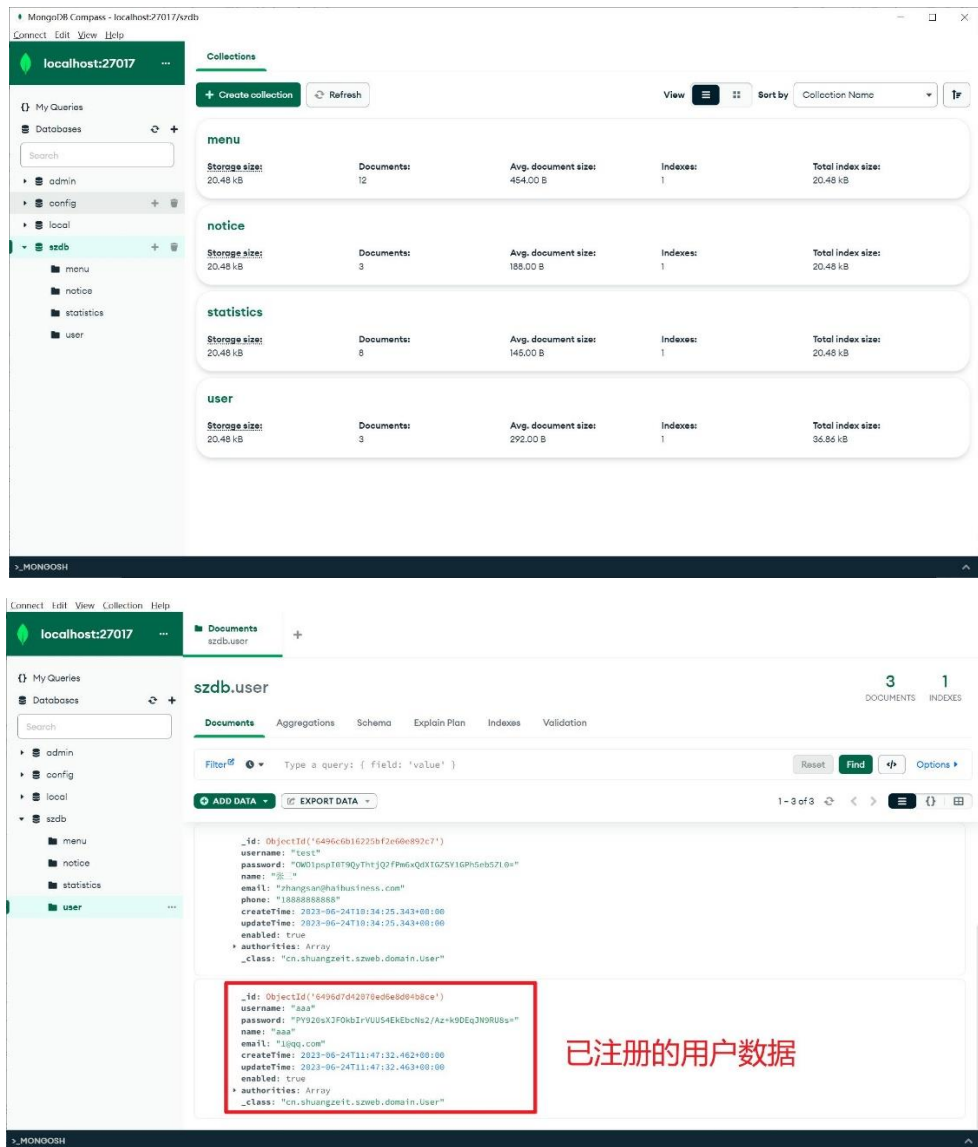 MongoDB Compass - localhost:27017/szdb
Connect Edit View Help
localhost:27017 ...
Collections
+ Create collection Refresh View Sort by Collection Name
{} My Queries
Databases
Search
menu
Storage size: Documents: Avg. document size: Indexes: Total index size:
20.48 kB 12 454.00 B 1 20.48 kB
admin
config
local
szdb
menu
notice
statistics
user
notice
Storage size: Documents: Avg. document size: Indexes: Total index size:
20.48 kB 3 188.00 B 1 20.48 kB
statistics
Storage size: Documents: Avg. document size: Indexes: Total index size:
20.48 kB 8 145.00 B 1 20.48 kB
user
Storage size: Documents: Avg. document size: Indexes: Total index size:
20.48 kB 3 292.00 B 1 36.86 kB
>_MONGOSH
Connect Edit View Collection Help
localhost:27017 ...
Documents
szdb.user
{} My Queries
Databases
Search
admin
config
local
szdb
menu
notice
statistics
user ...
szdb.user
3 1
DOCUMENTS INDEXES
Documents Aggregations Schema Explain Plan Indexes Validation
Filter Type a query: { field: 'value' } Reset Find </> Options
ADD DATA EXPORT DATA 1 – 3 of 3 {}
_id: ObjectId('6496c6b16225bf2e60e892c7')
username: "test"
password:
name:
email: "zhangsan@haibusiness.com"
phone: "18888888888"
createTime: 2023-06-24T10:34:25.343+00:00
updateTime: 2023-06-24T10:34:25.343+00:00
enabled: true
authorities: Array
_class: "cn.shuangzeit.szweb.domain.User"
_id: ObjectId('6496d7d42078ed6e8d04b8ce')
username: "aaa"
password:
name: "aaa"
email: "1@qq.com"
createTime: 2023-06-24T11:47:32.462+00:00
updateTime: 2023-06-24T11:47:32.463+00:00
enabled: true
authorities: Array
_class: "cn.shuangzeit.szweb.domain.User"
已注册的用户数据
>_MONGOSH